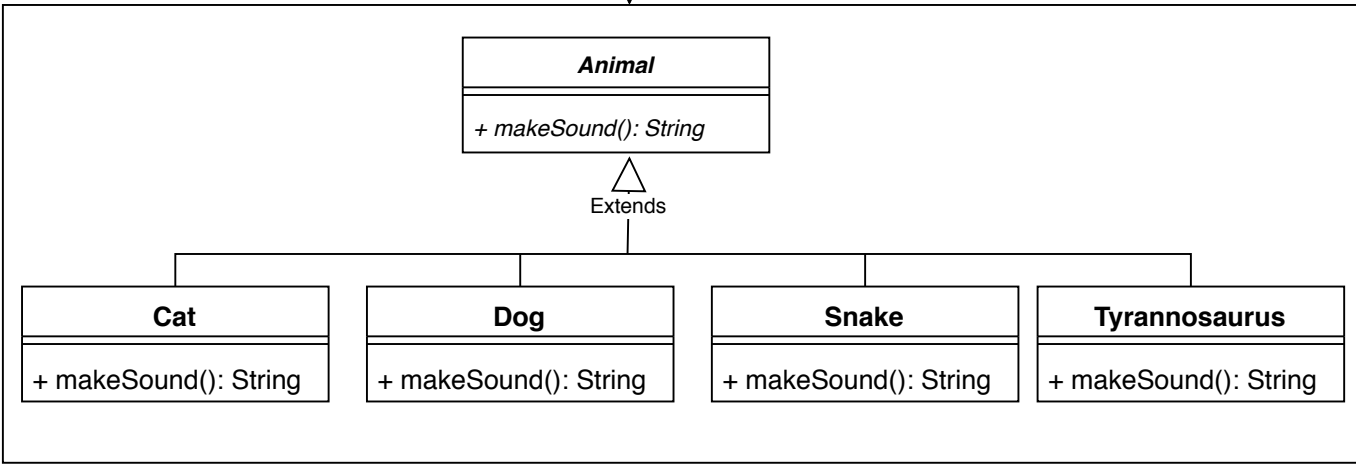 Animal
+ makeSound(): String
Extends
Cat
+ makeSound(): String
Dog
+ makeSound(): String
Snake
+ makeSound(): String
Tyrannosaurus
+ makeSound(): String